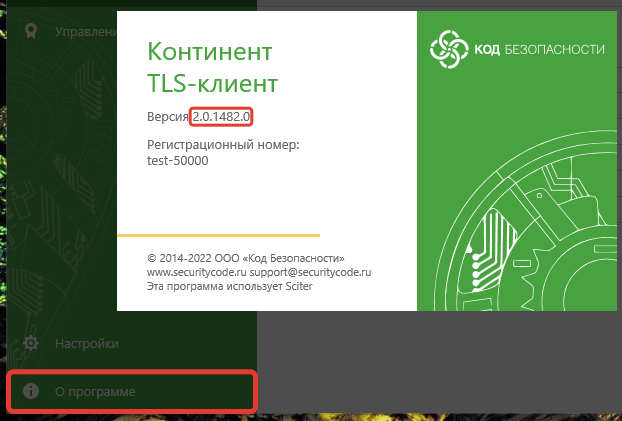 Управлени
Континент
TLS-клиент
Версия 2.0.1482.0
Регистрационный номер:
test-50000
© 2014-2022 ООО «Код Безопасности»
www.securitycode.ru support@securitycode.ru
Эта программа использует Sciter
КОД БЕЗОПАСНОСТИ
Настройки
О программе